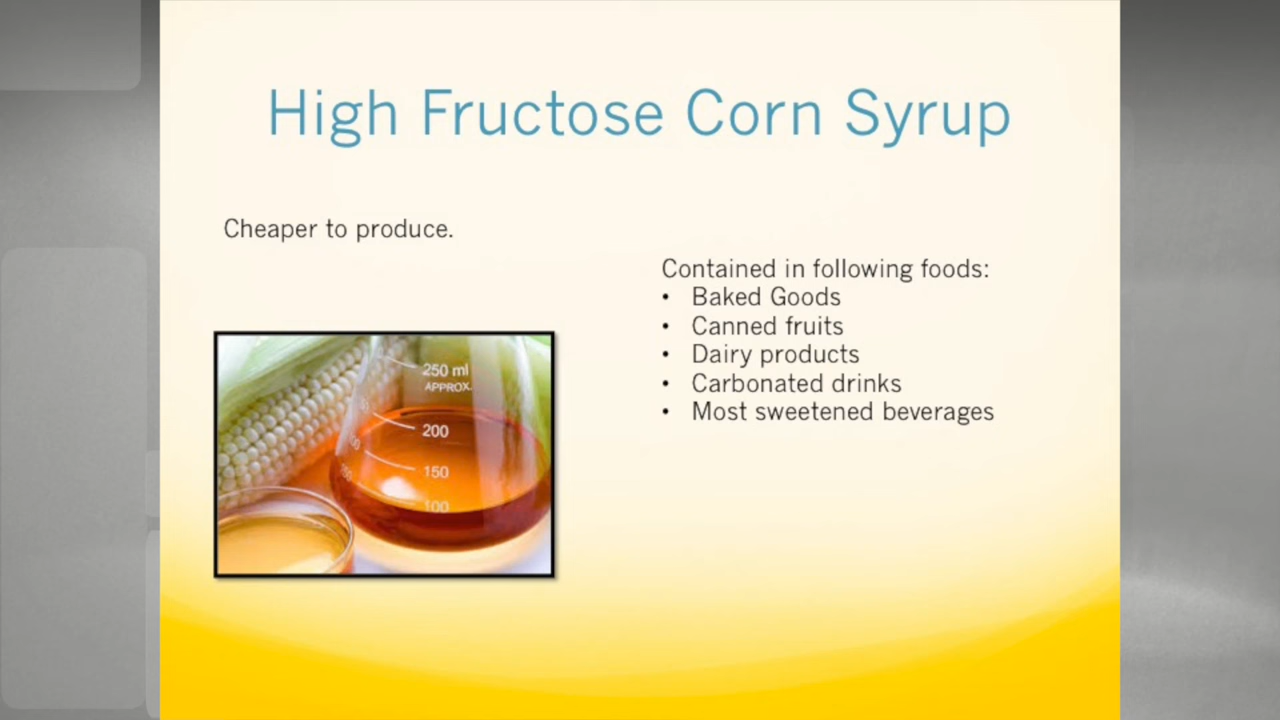 High Fructose Corn Syrup
Cheaper to produce.
Contained in following foods:
• Baked Goods
• Canned fruits
• Dairy products
• Carbonated drinks
• Most sweetened beverages
250 ml
APPROX.
200
150
100